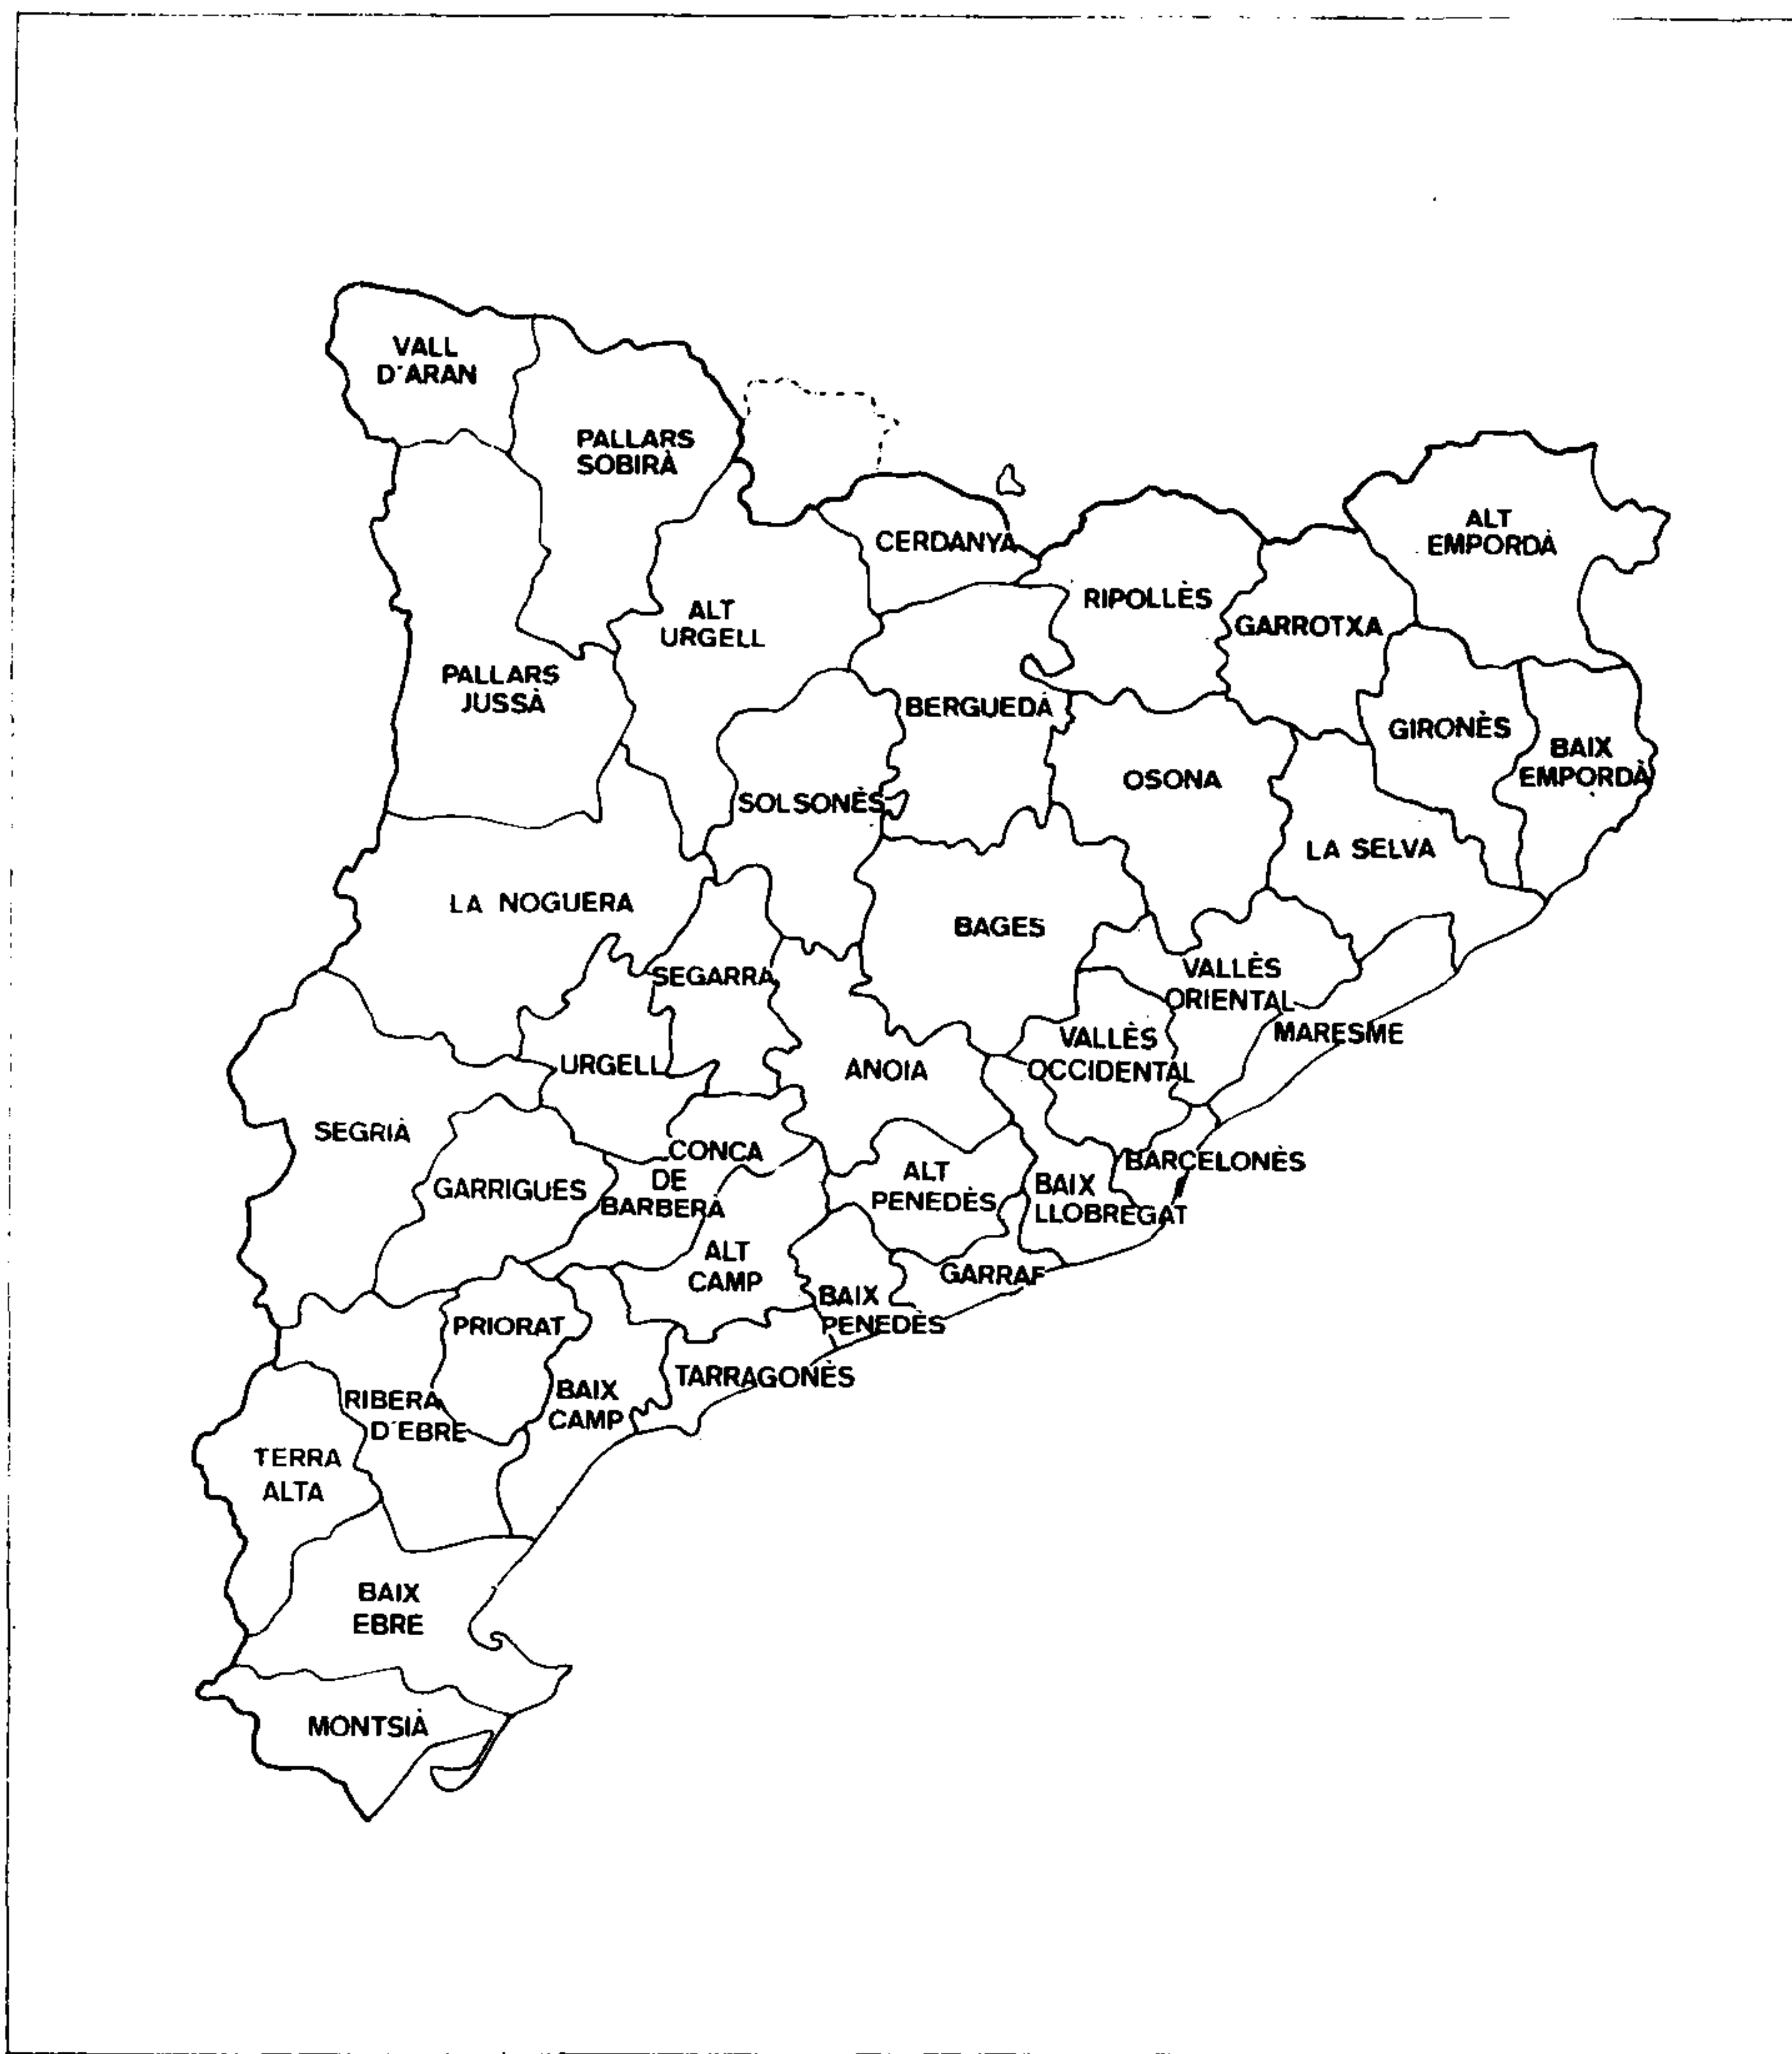 VALL
D'ARAN
PALLARS
SOBIRÀ
CERDANYA
ALT
EMPORDÀ
ALT
URGELL
RIPOLLÈS
GARROTXA
PALLARS
JUSSÀ
BERGUEDÀ
GIRONÈS
BAIX
EMPORDÀ
OSONA
SOLSONÈS
LA SELVA
LA NOGUERA
BAGES
SEGARRA
VALLÈS
ORIENTAL
MARESME
VALLÈS
OCCIDENTAL
URGELL
ANOIA
SEGRIÀ
CONCA
DE
BARBERÀ
GARRIGUES
ALT
PENEDÈS
BAIX
LLOBREGAT
BARCELONÈS
ALT
CAMP
GARRAF
BAIX
PENEDÈS
PRIORAT
TARRAGONÈS
BAIX
CAMP
RIBERA
D'EBRE
TERRA
ALTA
BAIX
EBRE
MONTSIÀ